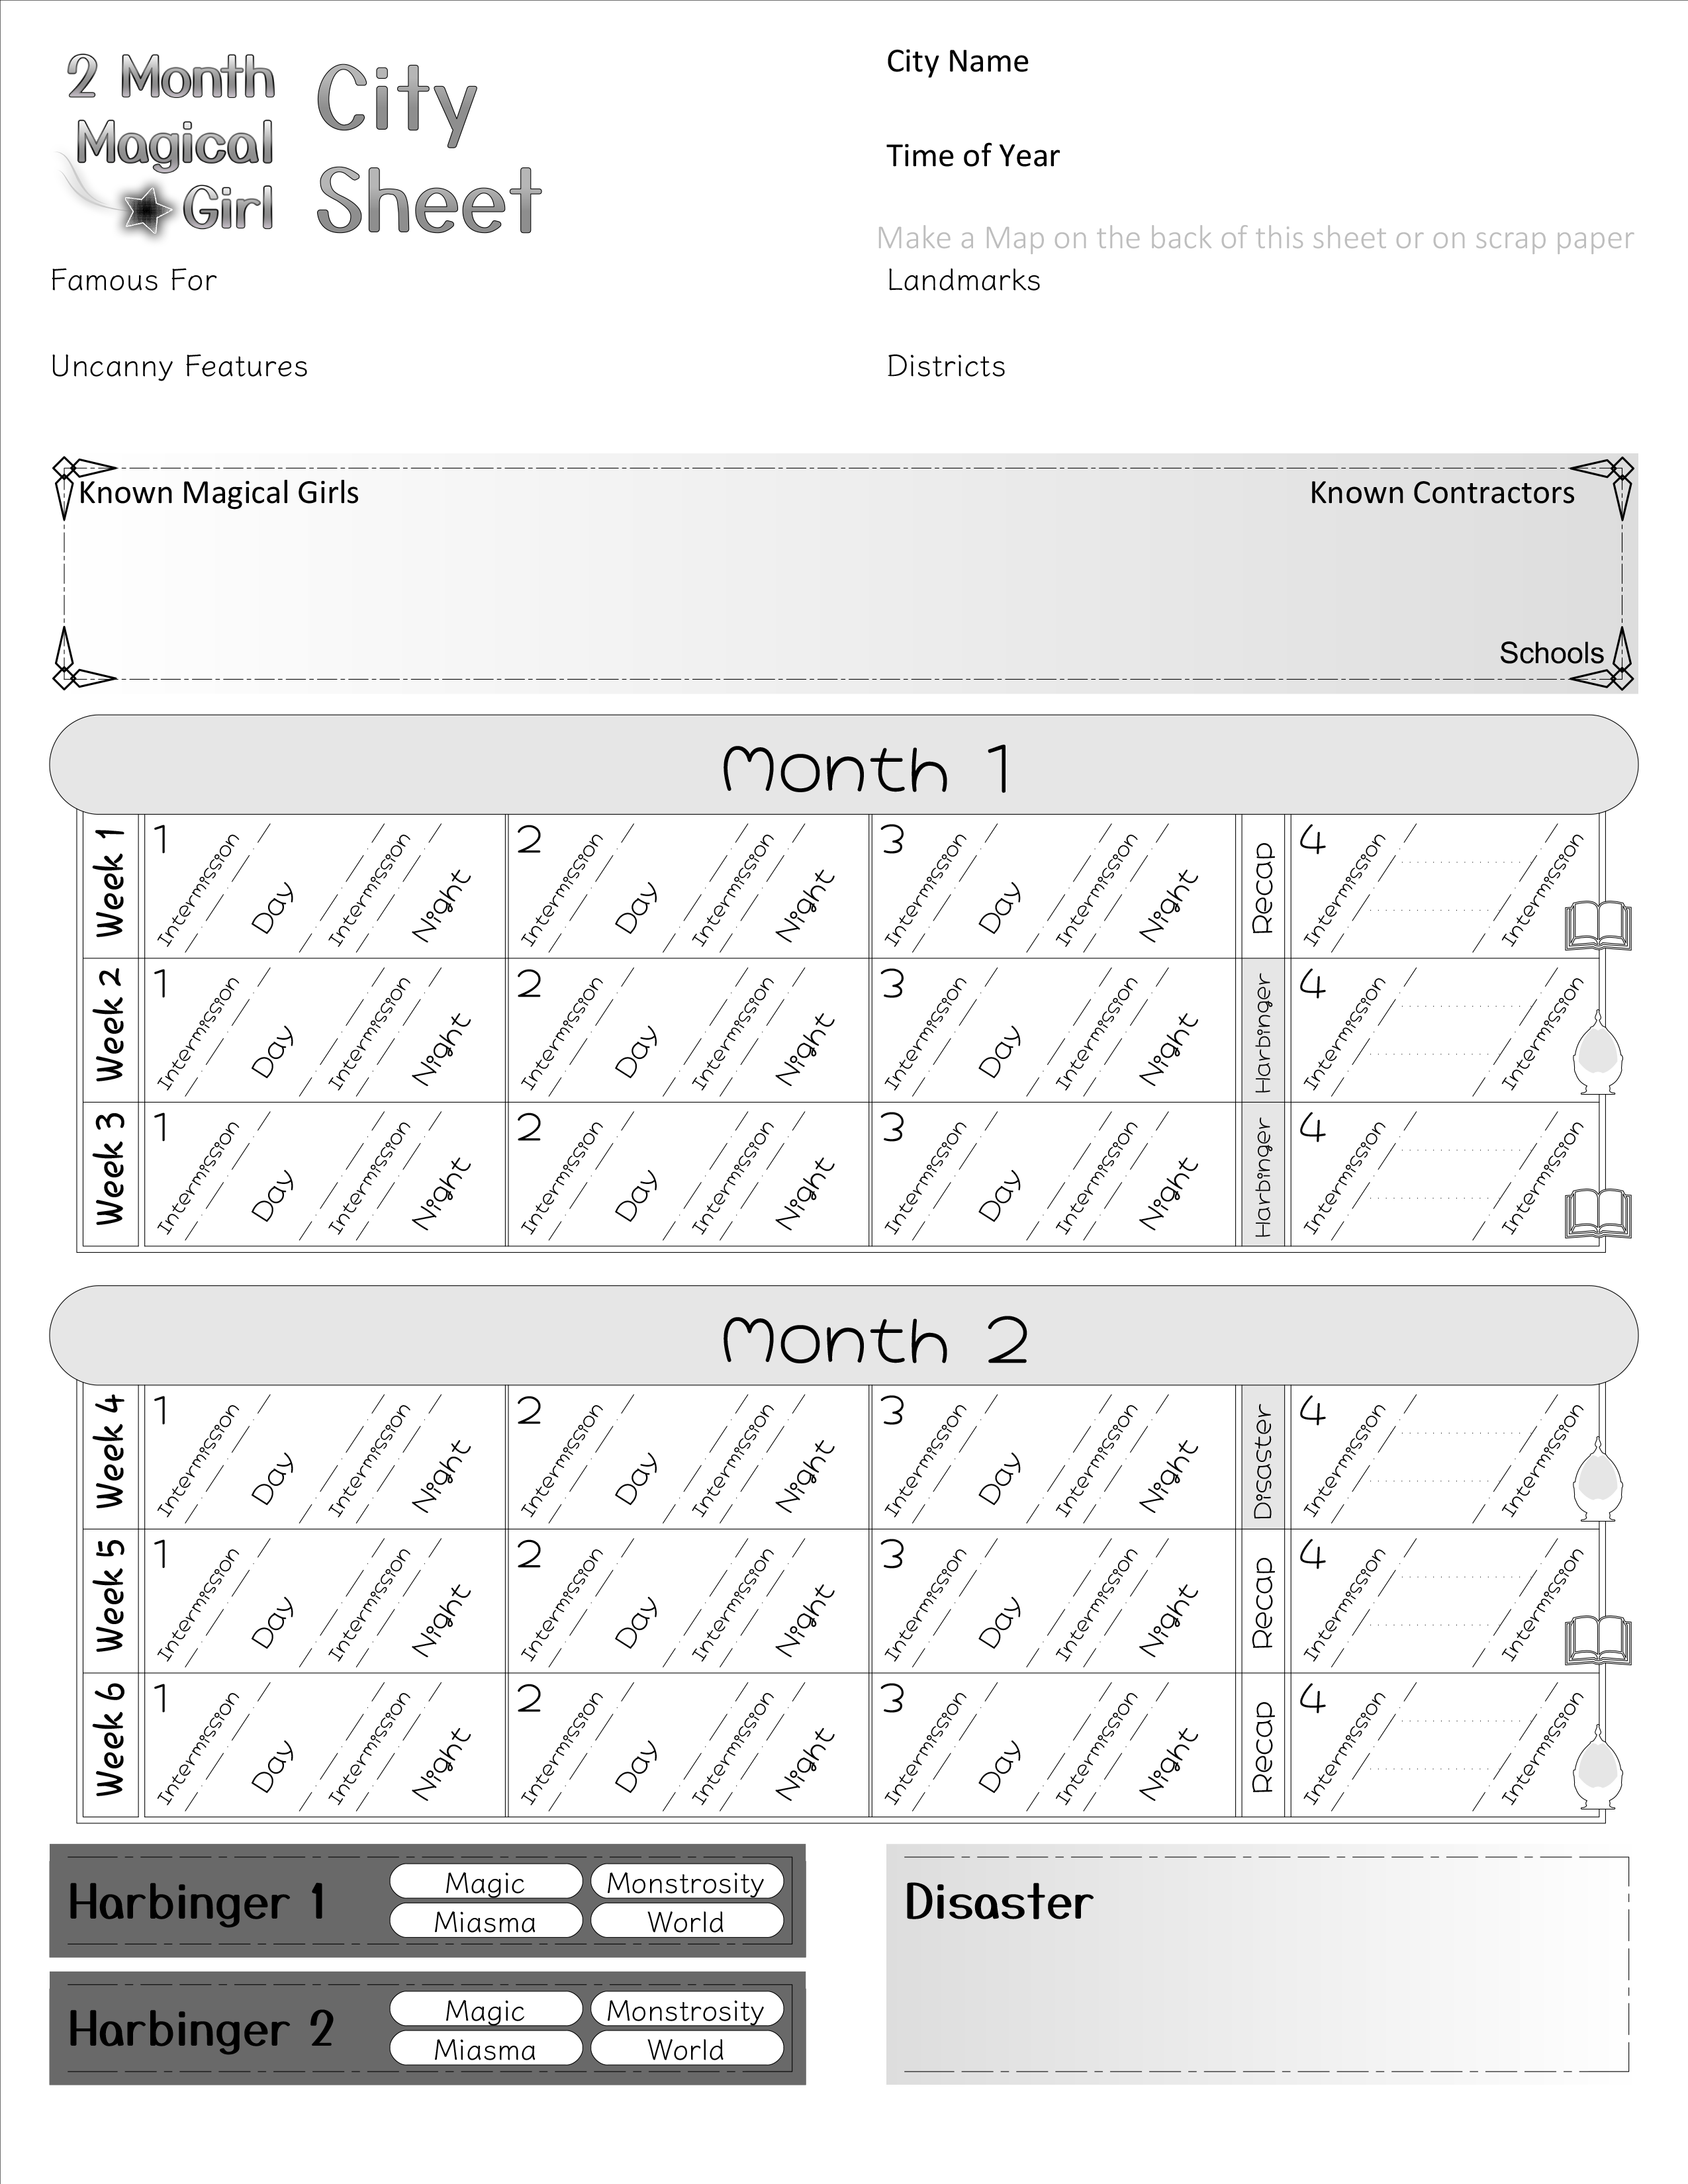 2 Month
Magical
Girl
City
Sheet
City Name
Time of Year
Make a Map on the back of this sheet or on scrap paper
Famous For
Landmarks
Uncanny Features
Districts
Known Magical Girls
Known Contractors
Schools
Month 1
Week 1
1 Intermission Day Intermission Night
2 Intermission Day Intermission Night
3 Intermission Day Intermission Night
Recap
4 Intermission Intermission
Week 2
1 Intermission Day Intermission Night
2 Intermission Day Intermission Night
3 Intermission Day Intermission Night
Harbinger
4 Intermission Intermission
Week 3
1 Intermission Day Intermission Night
2 Intermission Day Intermission Night
3 Intermission Day Intermission Night
Harbinger
4 Intermission Intermission
Month 2
Week 4
1 Intermission Day Intermission Night
2 Intermission Day Intermission Night
3 Intermission Day Intermission Night
Disaster
4 Intermission Intermission
Week 5
1 Intermission Day Intermission Night
2 Intermission Day Intermission Night
3 Intermission Day Intermission Night
Recap
4 Intermission Intermission
Week 6
1 Intermission Day Intermission Night
2 Intermission Day Intermission Night
3 Intermission Day Intermission Night
Recap
4 Intermission Intermission
Harbinger 1
Magic
Monstrosity
Miasma
World
Harbinger 2
Magic
Monstrosity
Miasma
World
Disaster